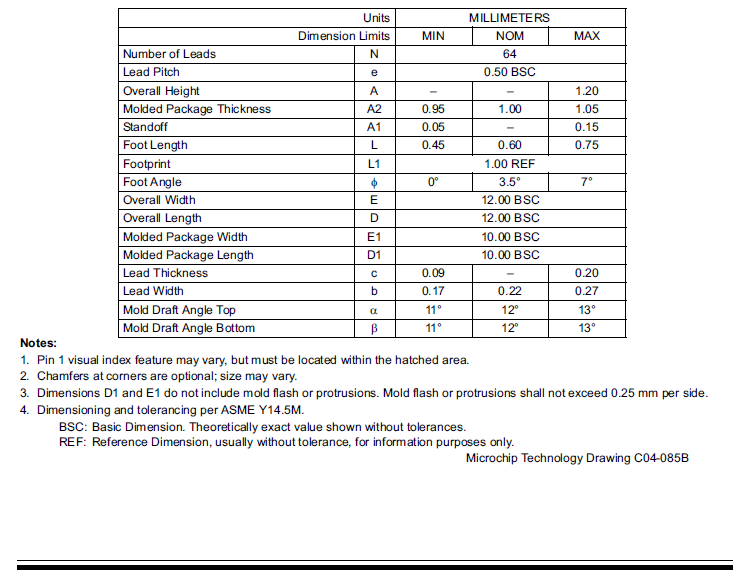 Units MILLIMETERS
Dimension Limits MIN NOM MAX
Number of Leads N 64
Lead Pitch e 0.50 BSC
Overall Height A – – 1.20
Molded Package Thickness A2 0.95 1.00 1.05
Standoff A1 0.05 – 0.15
Foot Length L 0.45 0.60 0.75
Footprint L1 1.00 REF
Foot Angle ϕ 0° 3.5° 7°
Overall Width E 12.00 BSC
Overall Length D 12.00 BSC
Molded Package Width E1 10.00 BSC
Molded Package Length D1 10.00 BSC
Lead Thickness c 0.09 – 0.20
Lead Width b 0.17 0.22 0.27
Mold Draft Angle Top α 11° 12° 13°
Mold Draft Angle Bottom β 11° 12° 13°
Notes:
1. Pin 1 visual index feature may vary, but must be located within the hatched area.
2. Chamfers at corners are optional; size may vary.
3. Dimensions D1 and E1 do not include mold flash or protrusions. Mold flash or protrusions shall not exceed 0.25 mm per side.
4. Dimensioning and tolerancing per ASME Y14.5M.
BSC: Basic Dimension. Theoretically exact value shown without tolerances.
REF: Reference Dimension, usually without tolerance, for information purposes only.
Microchip Technology Drawing C04-085B